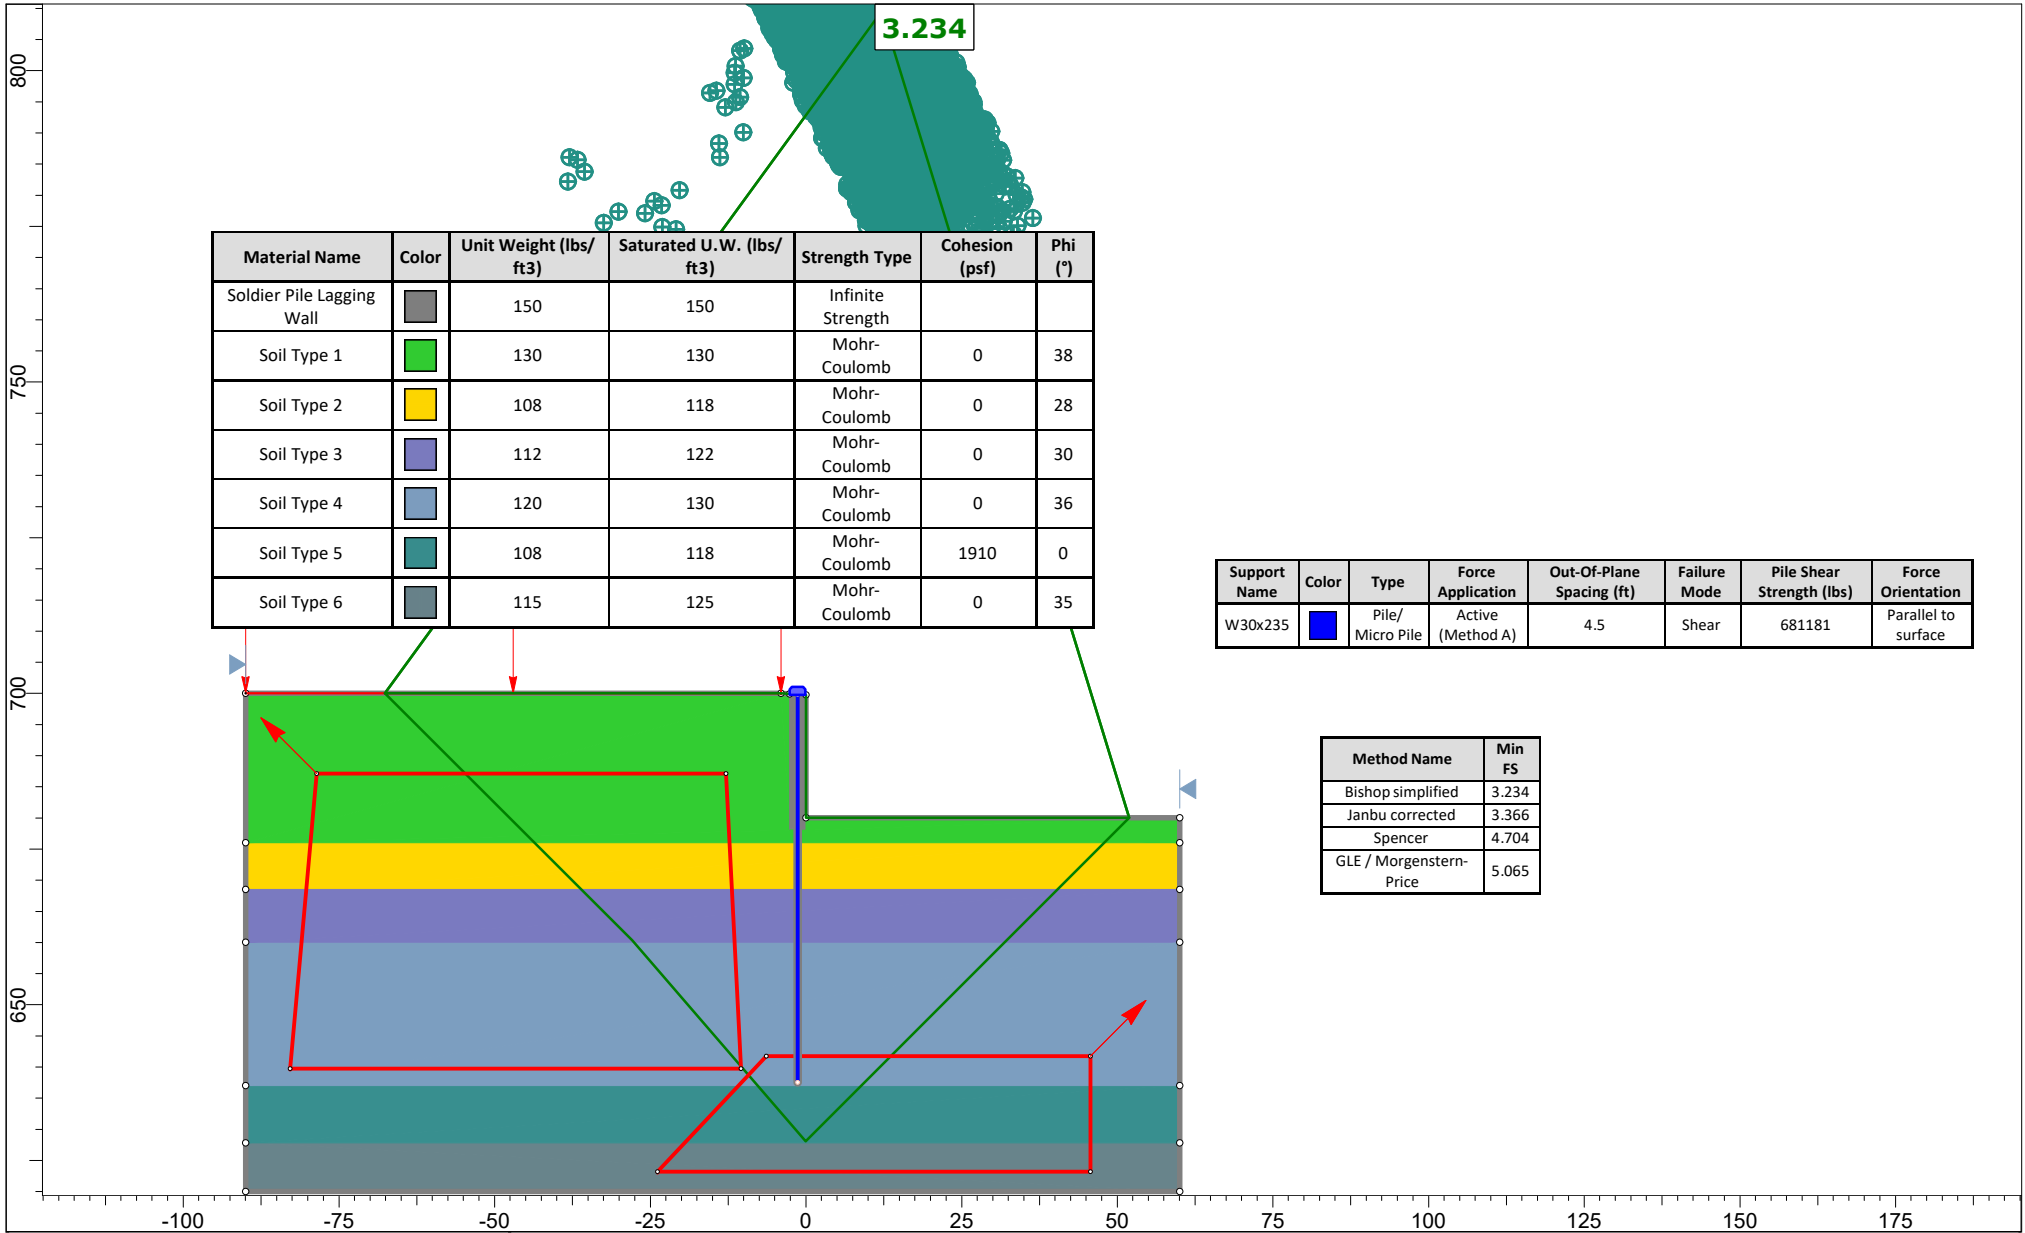 3.234
800
750
700
650
Material Name Color Unit Weight (lbs/ Saturated U.W. (lbs/ Strength Type Cohesion Phi
ft3) ft3) (psf) (°)
Soldier Pile Lagging 150 150 Infinite
Wall Strength
Soil Type 1 130 130 Mohr- 0 38
Coulomb
Soil Type 2 108 118 Mohr- 0 28
Coulomb
Soil Type 3 112 122 Mohr- 0 30
Coulomb
Soil Type 4 120 130 Mohr- 0 36
Coulomb
Soil Type 5 108 118 Mohr- 1910 0
Coulomb
Soil Type 6 115 125 Mohr- 0 35
Coulomb
Support Color Type Force Out-Of-Plane Failure Pile Shear Force
Name Application Spacing (ft) Mode Strength (lbs) Orientation
W30x235 Pile/ Active 4.5 Shear 681181 Parallel to
Micro Pile (Method A) surface
Method Name Min
FS
Bishop simplified 3.234
Janbu corrected 3.366
Spencer 4.704
GLE / Morgenstern- 5.065
Price
-100 -75 -50 -25 0 25 50 75 100 125 150 175